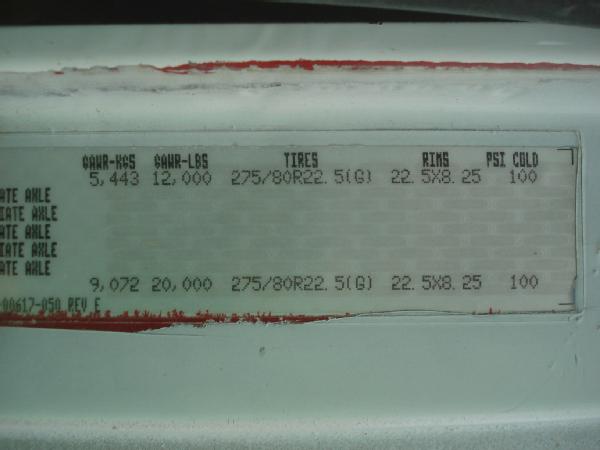 GAWR-KGS GAWR-LBS TIRES RIMS PSI COLD
5,443 12,000 275/80R22.5(G) 22.5X8.25 100
ATE AXLE
IATE AXLE
ATE AXLE
IATE AXLE
ATE AXLE
9,072 20,000 275/80R22.5(G) 22.5X8.25 100
-00617-050 REV E